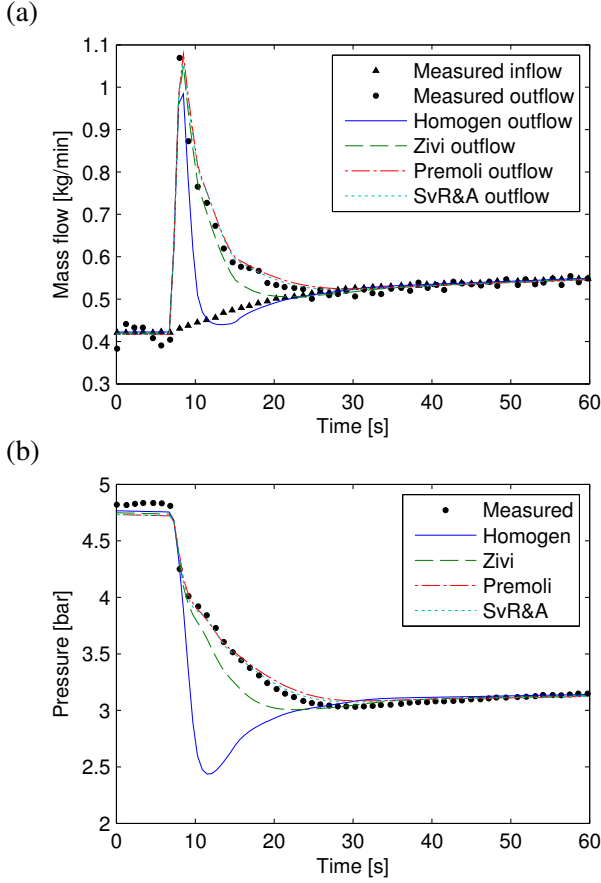 (a)
1.1
1
0.9
0.8
0.7
0.6
0.5
0.4
0.3
Mass flow [kg/min]
Measured inflow
Measured outflow
Homogen outflow
Zivi outflow
Premoli outflow
SvR&A outflow
0 10 20 30 40 50 60
Time [s]
(b)
5
4.5
4
3.5
3
2.5
2
Pressure [bar]
Measured
Homogen
Zivi
Premoli
SvR&A
0 10 20 30 40 50 60
Time [s]